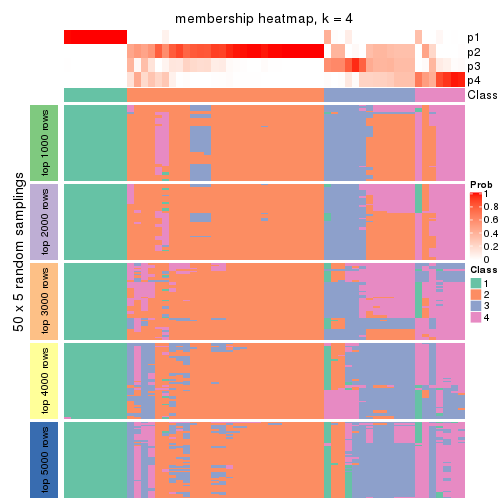 membership heatmap, k = 4
p1
p2
p3
p4
Class
50 x 5 random samplings
top 1000 rows
top 2000 rows
top 3000 rows
top 4000 rows
top 5000 rows
Prob
1
0.8
0.6
0.4
0.2
0
Class
1
2
3
4